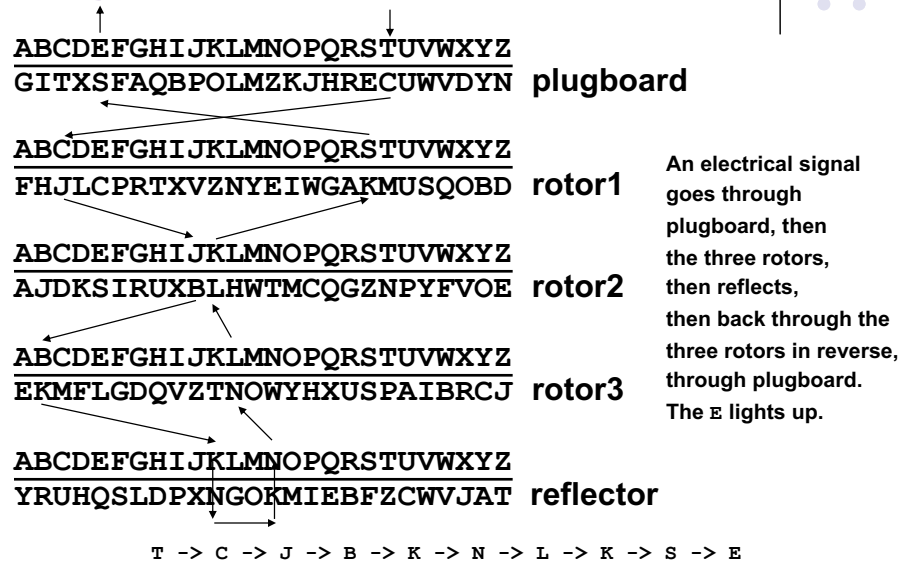 ABCDEFGHIJKLMNOPQRSTUVWXYZ
GITXSFAQBPOLMZKJHRECUWVDYN plugboard
ABCDEFGHIJKLMNOPQRSTUVWXYZ
FHJLCPRTXVZNYEIWGAKMUSQOBD rotor1
ABCDEFGHIJKLMNOPQRSTUVWXYZ
AJDKSIRUXBLHWTMCQGZNPYFVOE rotor2
ABCDEFGHIJKLMNOPQRSTUVWXYZ
EKMFLGDQVZTNOWYHXUSPAIBRCJ rotor3
ABCDEFGHIJKLMNOPQRSTUVWXYZ
YRUHQSLDPXNGOKMIEBFZCWVJAT reflector
An electrical signal
goes through
plugboard, then
the three rotors,
then reflects,
then back through the
three rotors in reverse,
through plugboard.
The E lights up.
T -> C -> J -> B -> K -> N -> L -> K -> S -> E